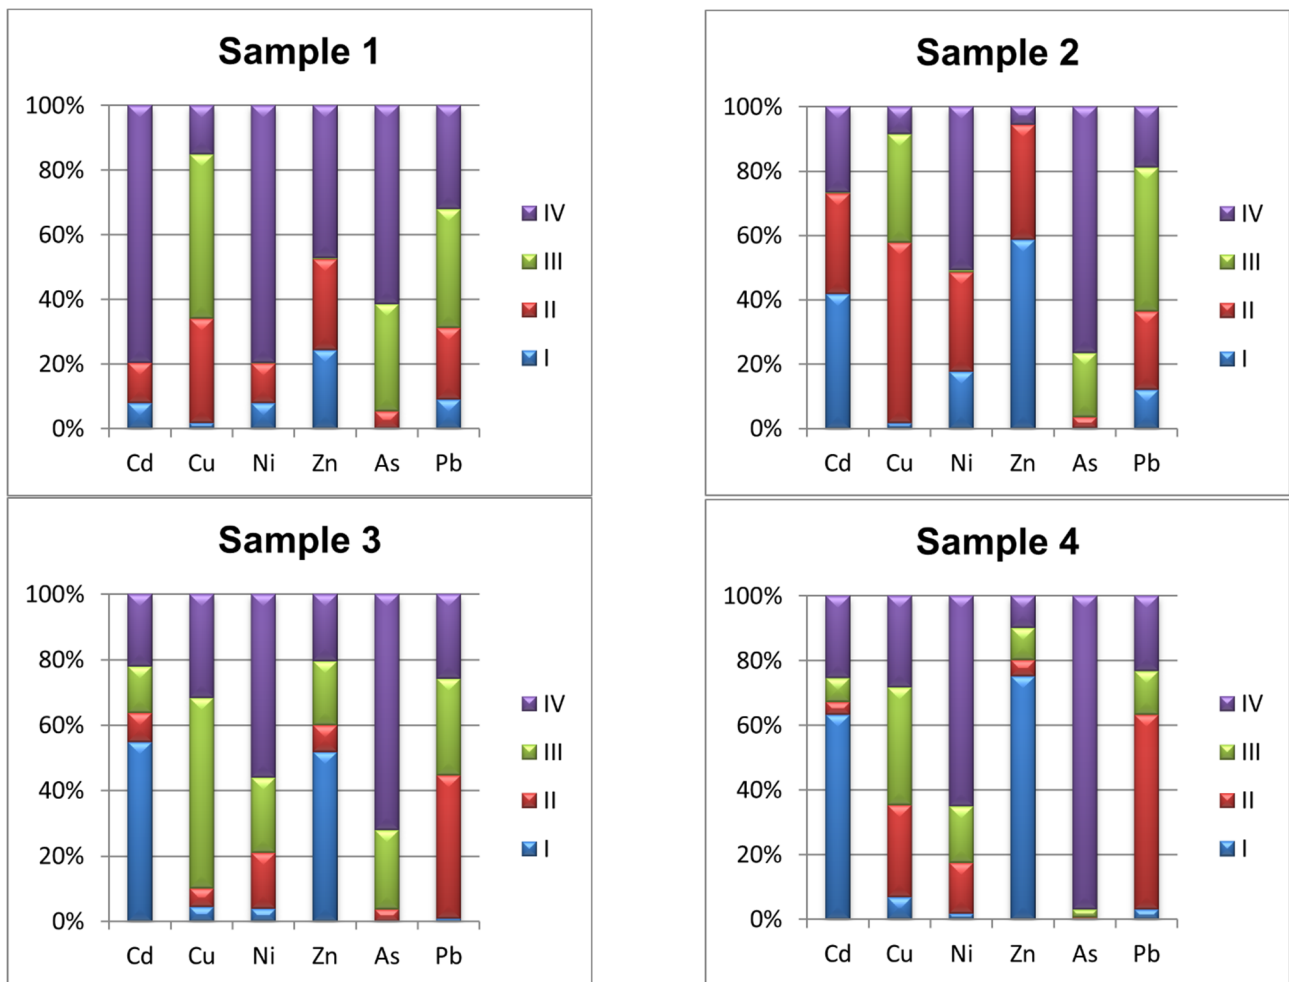 Sample 1
100%
80%
60%
40%
20%
0%
Cd Cu Ni Zn As Pb
IV
III
II
I
Sample 2
100%
80%
60%
40%
20%
0%
Cd Cu Ni Zn As Pb
IV
III
II
I
Sample 3
100%
80%
60%
40%
20%
0%
Cd Cu Ni Zn As Pb
IV
III
II
I
Sample 4
100%
80%
60%
40%
20%
0%
Cd Cu Ni Zn As Pb
IV
III
II
I